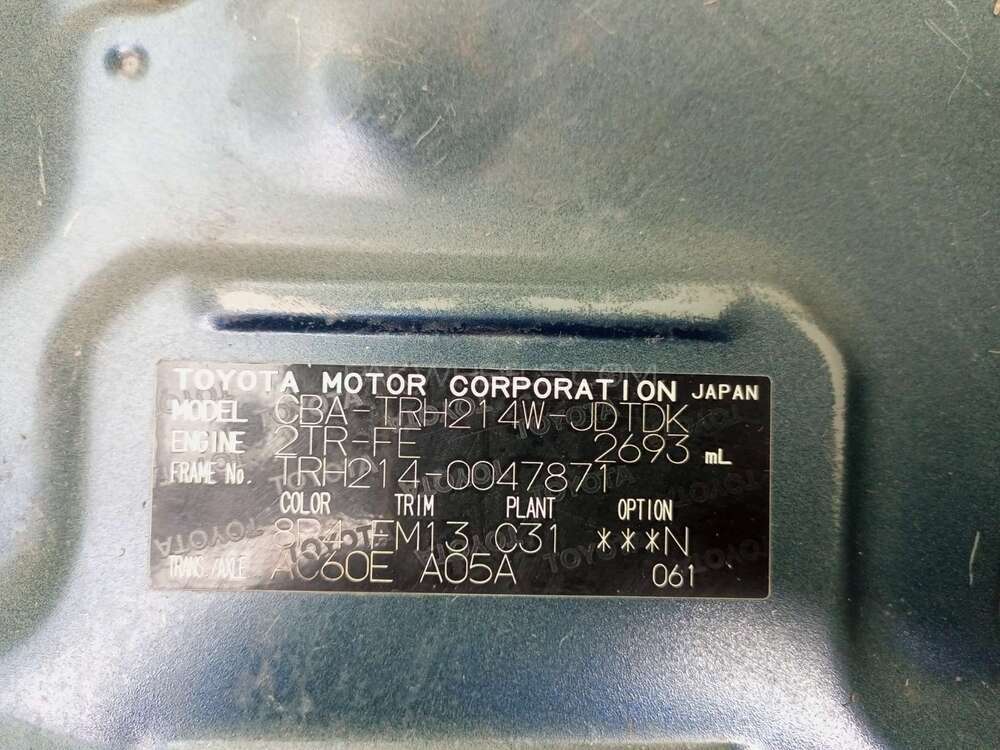 TOYOTA MOTOR CORPORATION JAPAN
MODEL CBA-TRH214W-JDTDK
ENGINE 2TR-FE 2693 mL
FRAME No. TRH214-0047871
COLOR TRIM PLANT OPTION
8R4 FM13 C31 ***N
TRANS./AXLE AC60E A05A 061